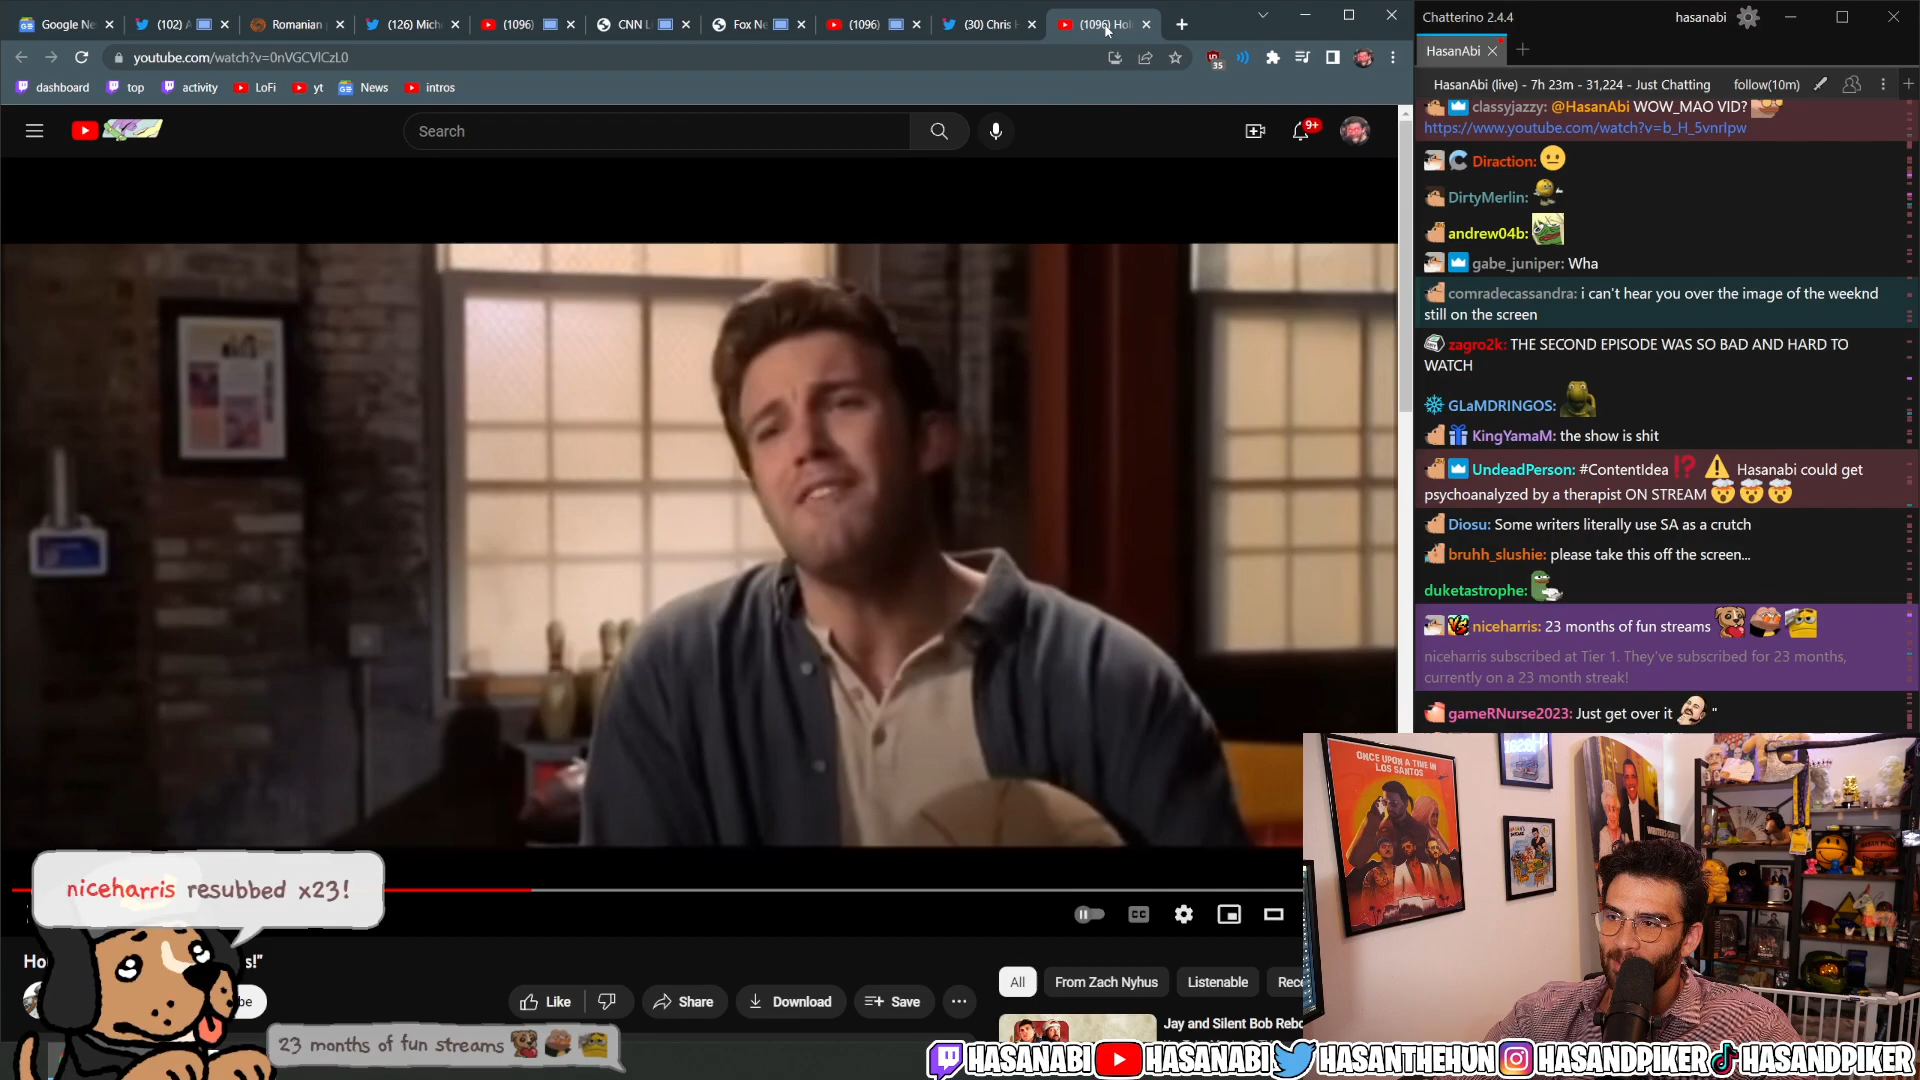 Google Ne
(102) A
Romanian
(126) Mich
(1096)
CNN L
Fox Ne
(1096)
(30) Chris
(1096) Ho
youtube.com/watch?v=0nVGCVlCzL0
35
dashboard
top
activity
LoFi
yt
News
intros
Search
9+
niceharris resubbed x23!
23 months of fun streams
CC
Like
Share
Download
Save
All
From Zach Nyhus
Listenable
Jay and Silent Bob Rebo
Chatterino 2.4.4
hasanabi
HasanAbi
HasanAbi (live) - 7h 23m - 31,224 - Just Chatting
follow(10m)
classyjazzy: @HasanAbi WOW_MAO VID?
https://www.youtube.com/watch?v=b_H_5vnrIpw
Diraction:
DirtyMerlin:
andrew04b:
gabe_juniper: Wha
comradecassandra: i can't hear you over the image of the weeknd
still on the screen
zagro2k: THE SECOND EPISODE WAS SO BAD AND HARD TO
WATCH
GLaMDRINGOS:
KingYamaM: the show is shit
UndeadPerson: #ContentIdea ⁉ ⚠ Hasanabi could get
psychoanalyzed by a therapist ON STREAM
Diosu: Some writers literally use SA as a crutch
bruhh_slushie: please take this off the screen...
duketastrophe:
niceharris: 23 months of fun streams
niceharris subscribed at Tier 1. They've subscribed for 23 months,
currently on a 23 month streak!
gameRNurse2023: Just get over it "
ONCE UPON A TIME IN
LOS SANTOS
HASANABI
HASANABI
HASANTHEHUN
HASANDPIKER
HASANDPIKER